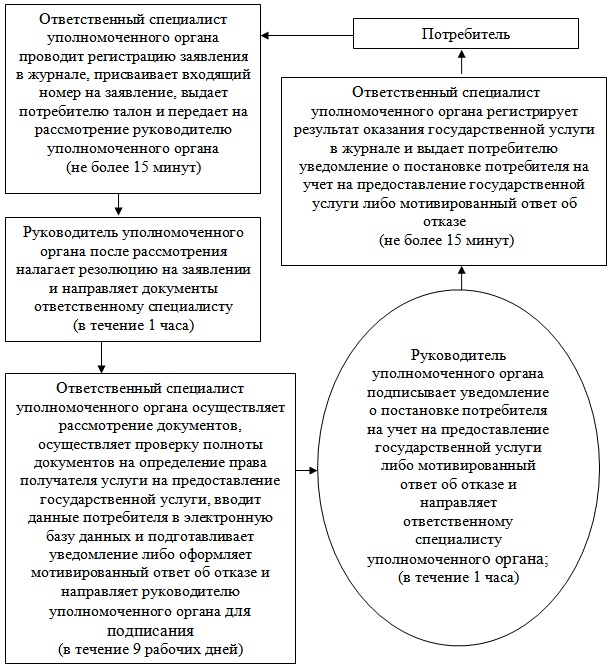 Потребитель
Ответственный специалист
уполномоченного органа
проводит регистрацию заявления
в журнале, присваивает входящий
номер на заявление, выдает
потребителю талон и передает на
рассмотрение руководителю
уполномоченного органа
(не более 15 минут)
Руководитель уполномоченного
органа после рассмотрения
налагает резолюцию на заявлении
и направляет документы
ответственному специалисту
(в течение 1 часа)
Ответственный специалист
уполномоченного органа осуществляет
рассмотрение документов,
осуществляет проверку полноты
документов на определение права
получателя услуги на предоставление
государственной услуги, вводит
данные потребителя в электронную
базу данных и подготавливает
уведомление либо оформляет
мотивированный ответ об отказе и
направляет руководителю
уполномоченного органа для
подписания
(в течение 9 рабочих дней)
Руководитель
уполномоченного органа
подписывает уведомление
о постановке потребителя
на учет на предоставление
государственной услуги
либо мотивированный
ответ об отказе и
направляет
ответственному
специалисту
уполномоченного органа;
(в течение 1 часа)
Ответственный специалист
уполномоченного органа регистрирует
результат оказания государственной услуги
в журнале и выдает потребителю
уведомление о постановке потребителя на
учет на предоставление государственной
услуги либо мотивированный ответ об
отказе
(не более 15 минут)